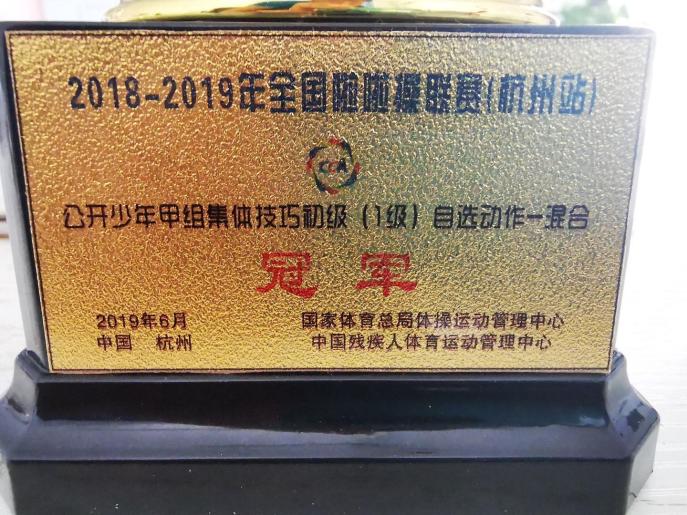 2018-2019年全国啦啦操联赛(杭州站)
CCA
公开少年甲组集体技巧初级(1级)自选动作-混合
冠军
2019年6月 国家体育总局体操运动管理中心
中国 杭州 中国残疾人体育运动管理中心